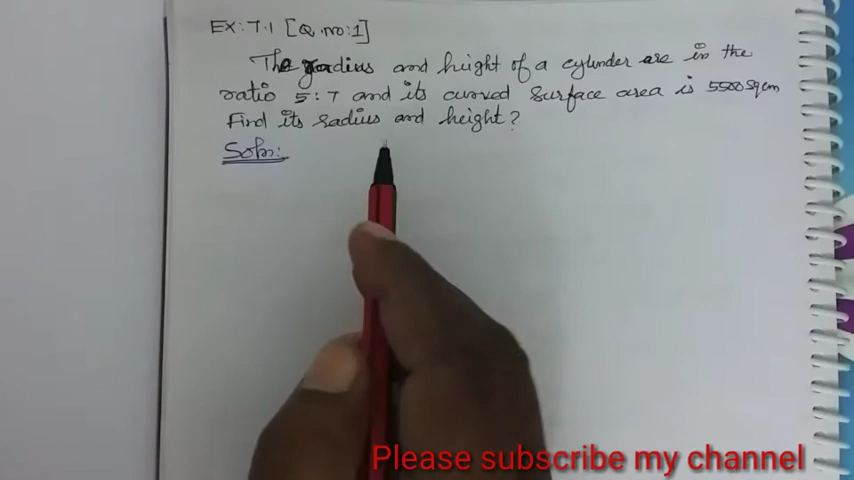 Ex: 7.1 [Q.no:1]
The radius and height of a cylinder are in the
ratio 5:7 and its curved surface area is 5500 sq cm
Find its radius and height?
Soln:
Please subscribe my channel